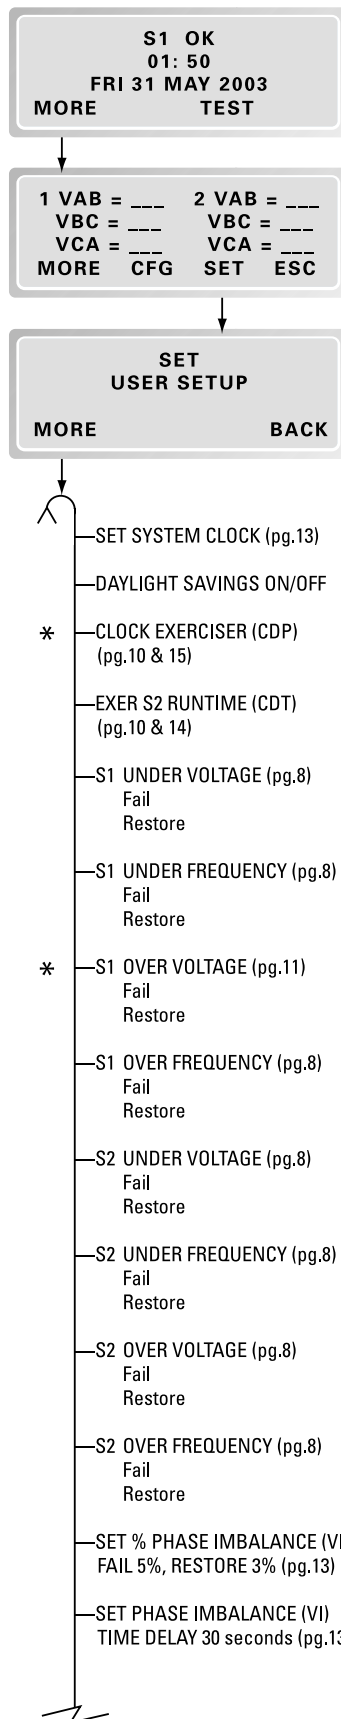 S1 OK
01: 50
FRI 31 MAY 2003
MORE TEST
1 VAB = ___ 2 VAB = ___
VBC = ___ VBC = ___
VCA = ___ VCA = ___
MORE CFG SET ESC
SET
USER SETUP
MORE BACK
SET SYSTEM CLOCK (pg.13)
DAYLIGHT SAVINGS ON/OFF
* CLOCK EXERCISER (CDP)
(pg.10 & 15)
EXER S2 RUNTIME (CDT)
(pg.10 & 14)
S1 UNDER VOLTAGE (pg.8)
Fail
Restore
S1 UNDER FREQUENCY (pg.8)
Fail
Restore
* S1 OVER VOLTAGE (pg.11)
Fail
Restore
S1 OVER FREQUENCY (pg.8)
Fail
Restore
S2 UNDER VOLTAGE (pg.8)
Fail
Restore
S2 UNDER FREQUENCY (pg.8)
Fail
Restore
S2 OVER VOLTAGE (pg.8)
Fail
Restore
S2 OVER FREQUENCY (pg.8)
Fail
Restore
SET % PHASE IMBALANCE (VI
FAIL 5%, RESTORE 3% (pg.13)
SET PHASE IMBALANCE (VI)
TIME DELAY 30 seconds (pg.13